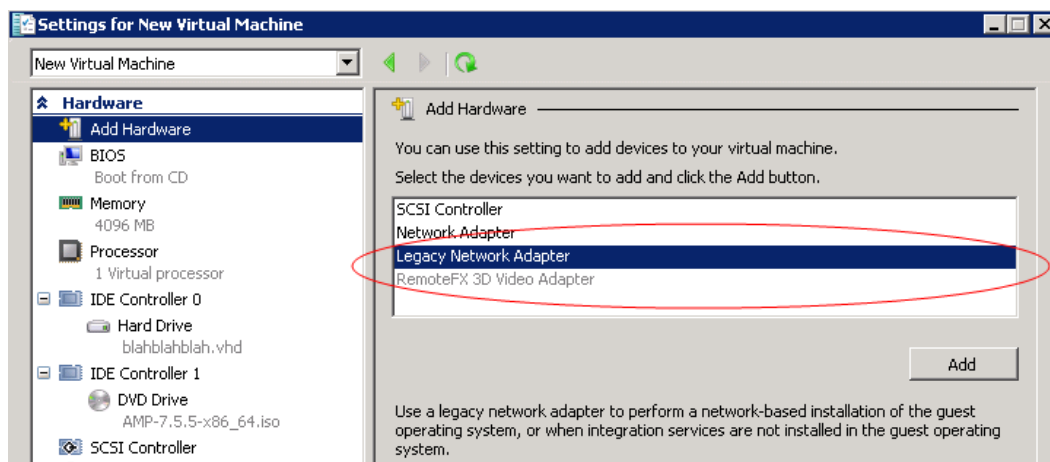 Settings for New Virtual Machine
New Virtual Machine
Hardware
Add Hardware
BIOS
Boot from CD
Memory
4096 MB
Processor
1 Virtual processor
IDE Controller 0
Hard Drive
blahblahblah.vhd
IDE Controller 1
DVD Drive
AMP-7.5.5-x86_64.iso
SCSI Controller
Add Hardware
You can use this setting to add devices to your virtual machine.
Select the devices you want to add and click the Add button.
SCSI Controller
Network Adapter
Legacy Network Adapter
RemoteFX 3D Video Adapter
Add
Use a legacy network adapter to perform a network-based installation of the guest
operating system, or when integration services are not installed in the guest operating
system.